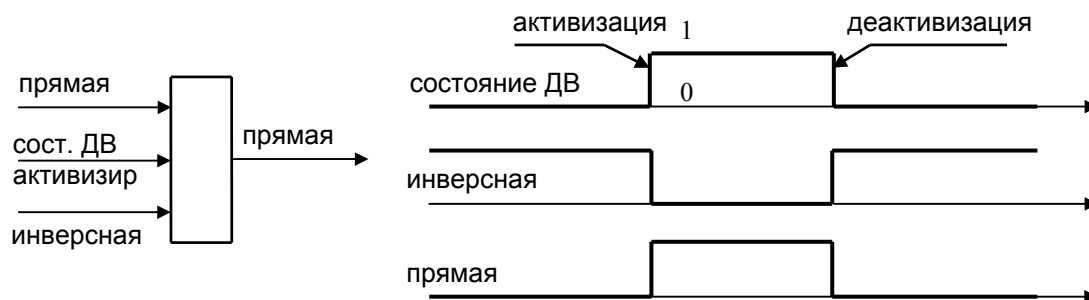 прямая
сост. ДВ
активизир
инверсная
прямая
активизация
1
деактивизация
состояние ДВ
0
инверсная
прямая